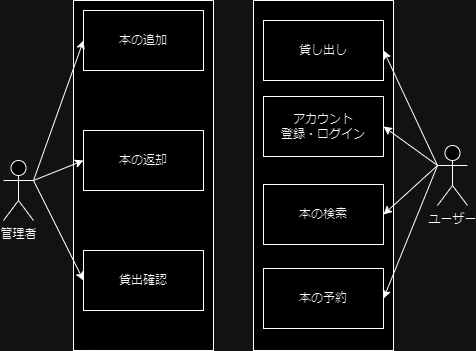 本の追加
本の返却
貸出確認
管理者
貸し出し
アカウント
登録・ログイン
本の検索
本の予約
ユーザー